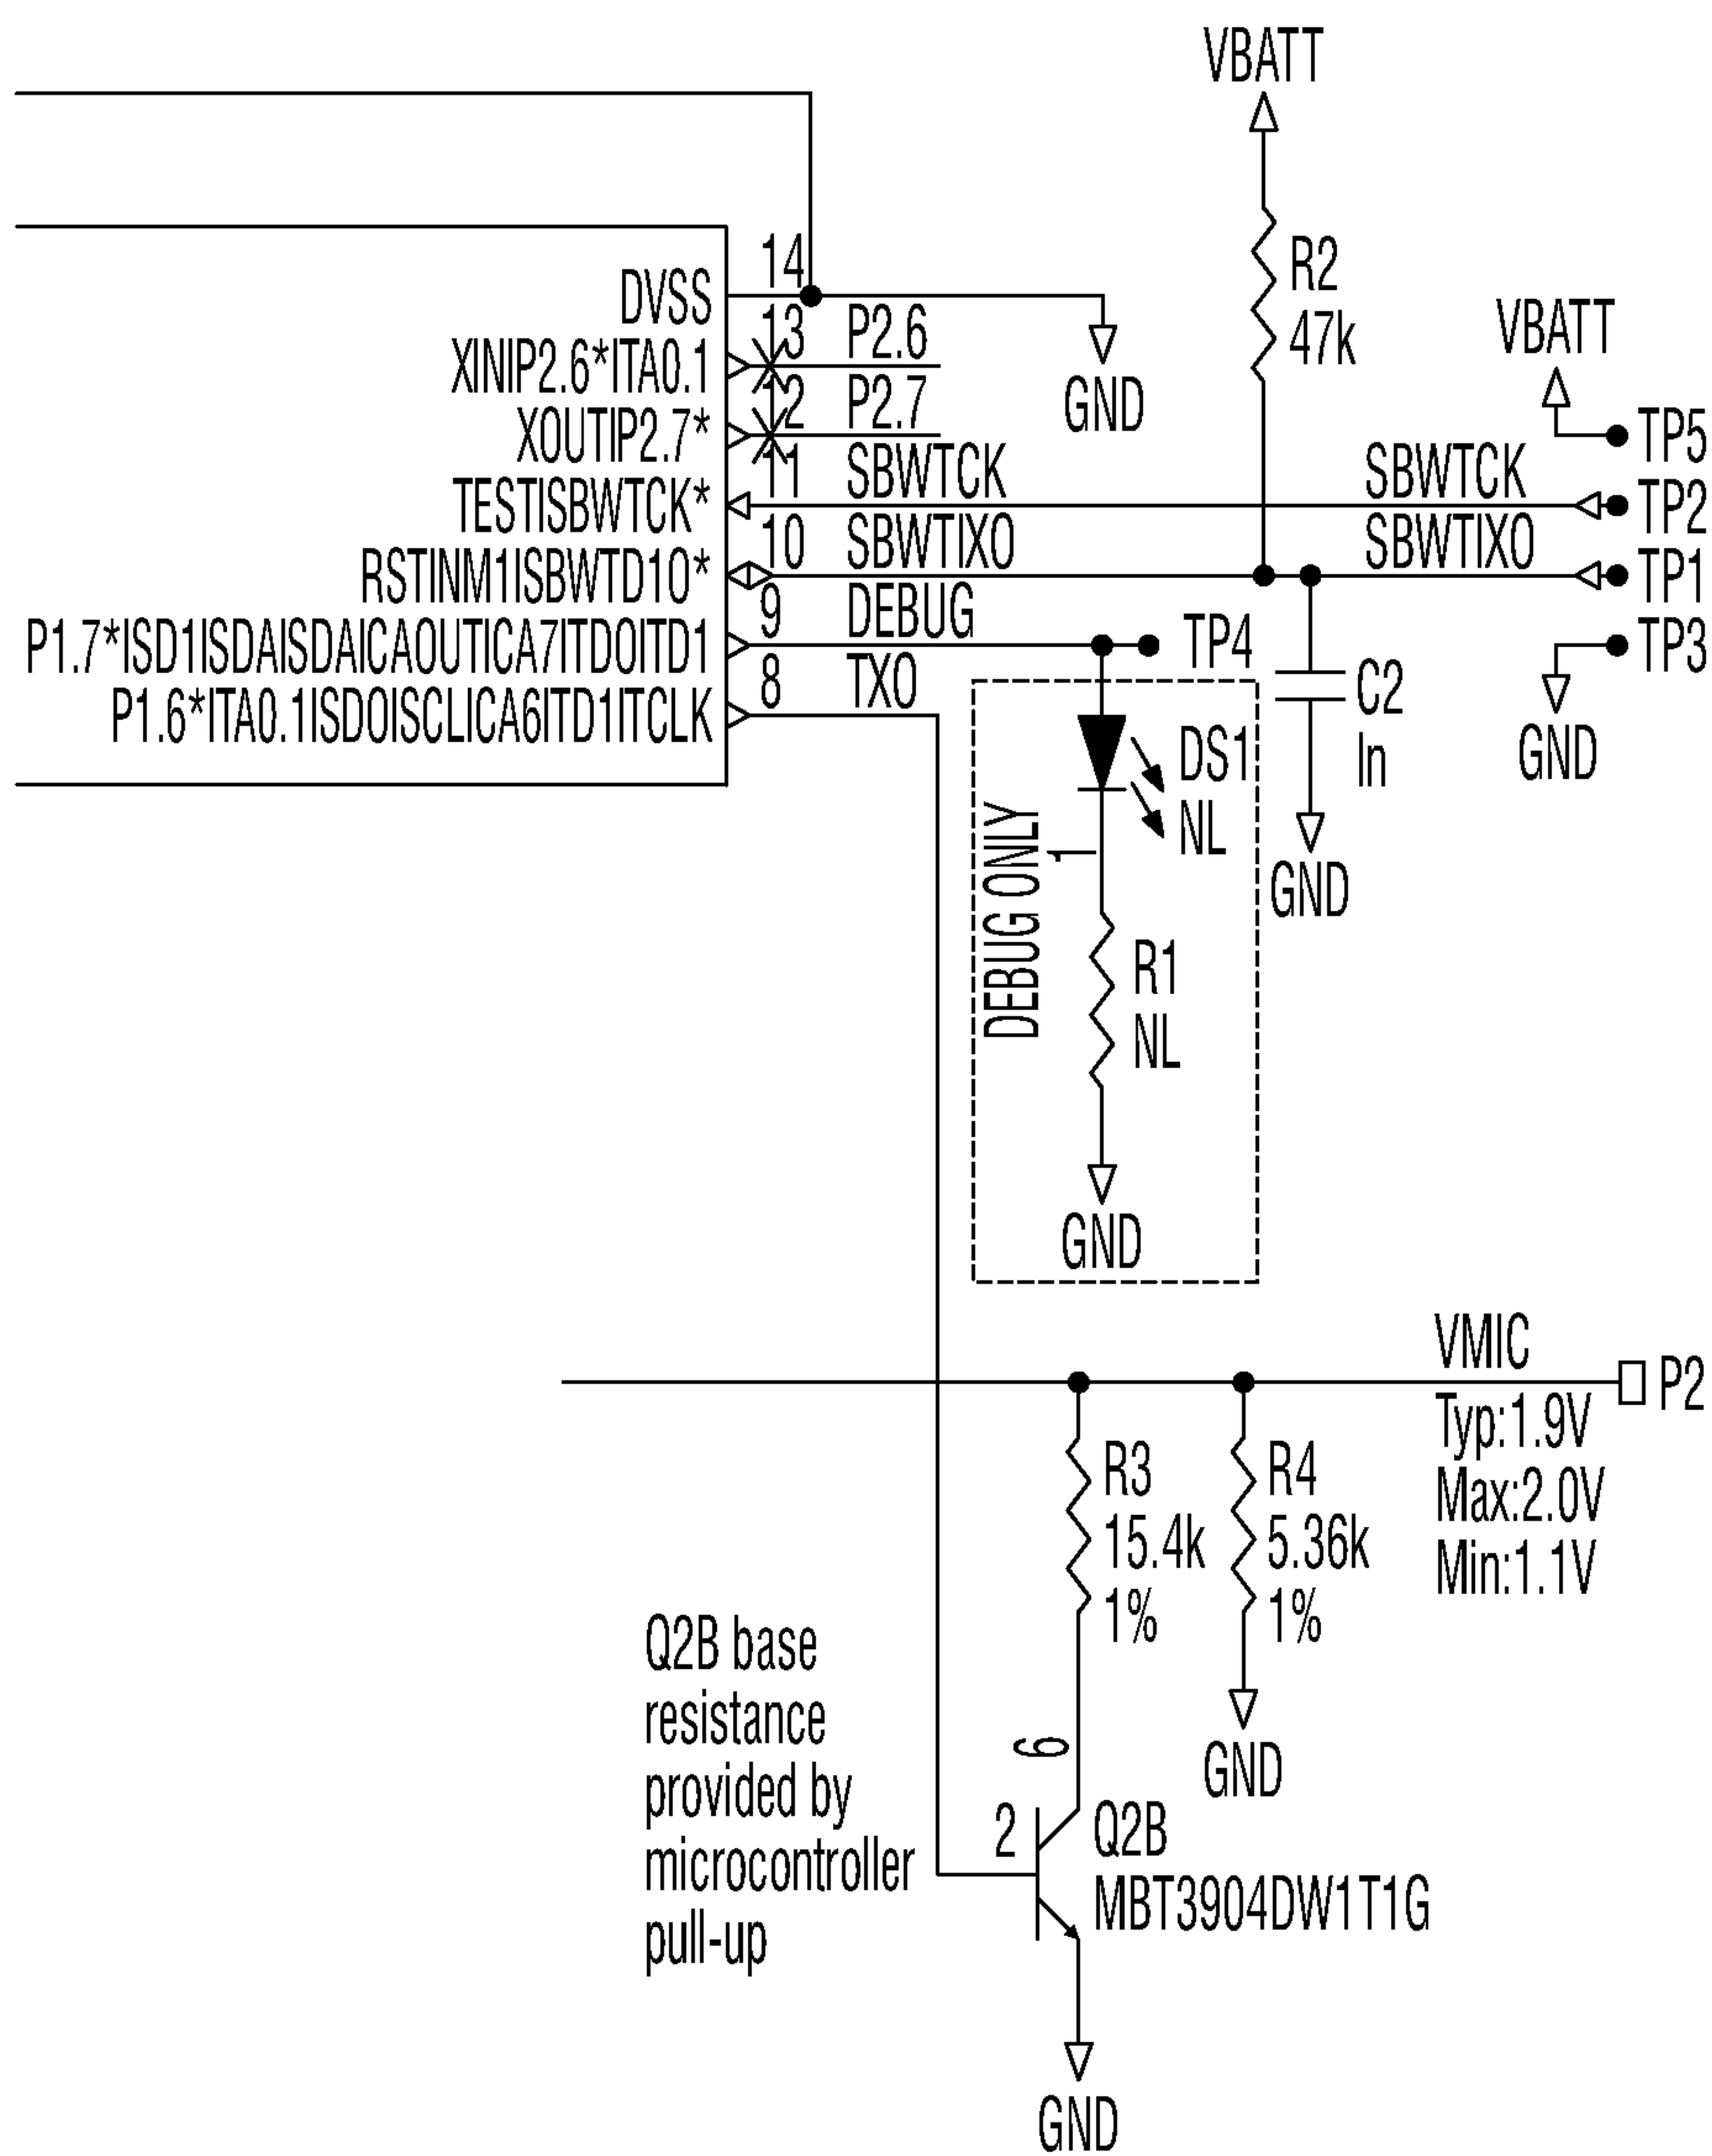 VBATT
14
DVSS
R2
47k
13 P2.6
XINIP2.6*ITA0.1
VBATT
GND
12 P2.7
XOUTIP2.7*
TP5
11 SBWTCK SBWTCK
TESTISBWTCK*
TP2
10 SBWTIXO SBWTIXO
RSTINM1ISBWTD1O*
TP1
9 DEBUG
P1.7*ISD1ISDAISDAICAOUTICA7ITDOITD1
TP4
TP3
8 TXO
P1.6*ITA0.1ISDOISCLICA6ITD1ITCLK
C2
In
GND
DS1
NL
DEBUG ONLY
1
GND
R1
NL
GND
VMIC
P2
Typ:1.9V
Max:2.0V
Min:1.1V
R3
15.4k
1%
R4
5.36k
1%
Q2B base
resistance
provided by
microcontroller
pull-up
6
GND
2
Q2B
MBT3904DW1T1G
GND